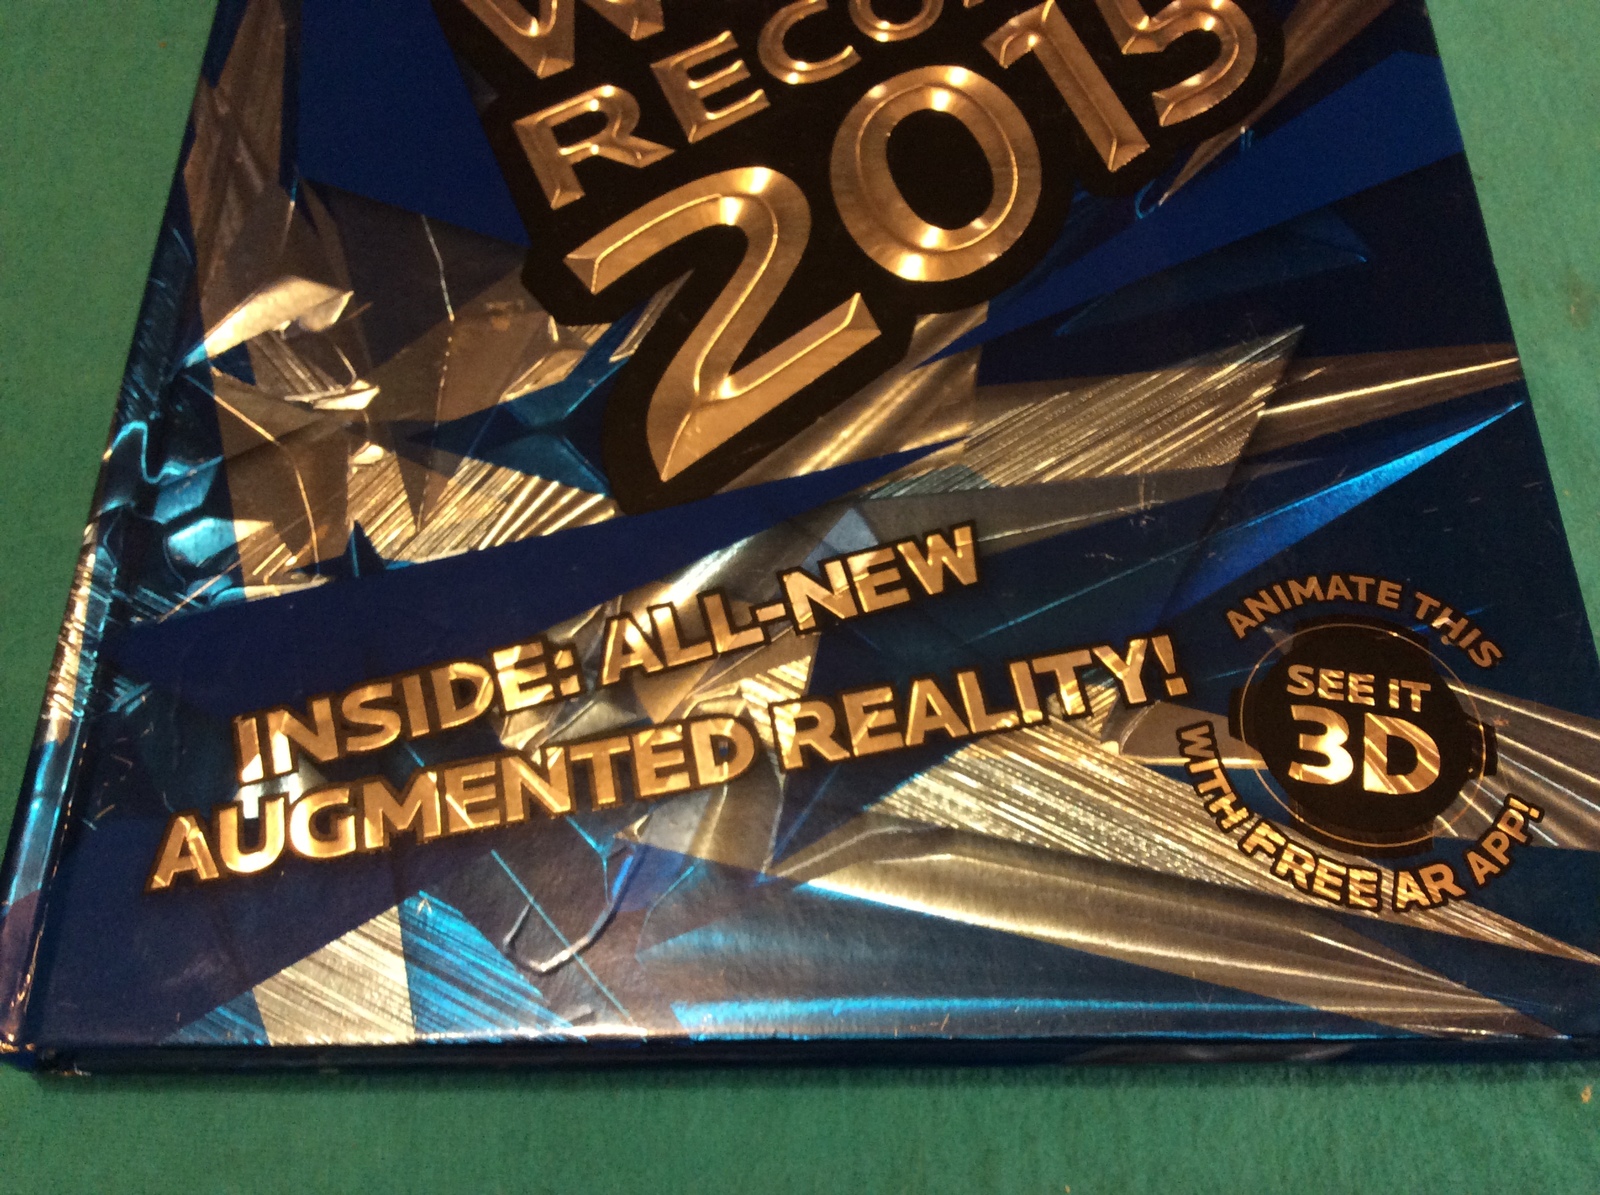 RECO
2015
INSIDE: ALL-NEW
AUGMENTED REALITY!
ANIMATE THIS
SEE IT
3D
WITH FREE AR APP!